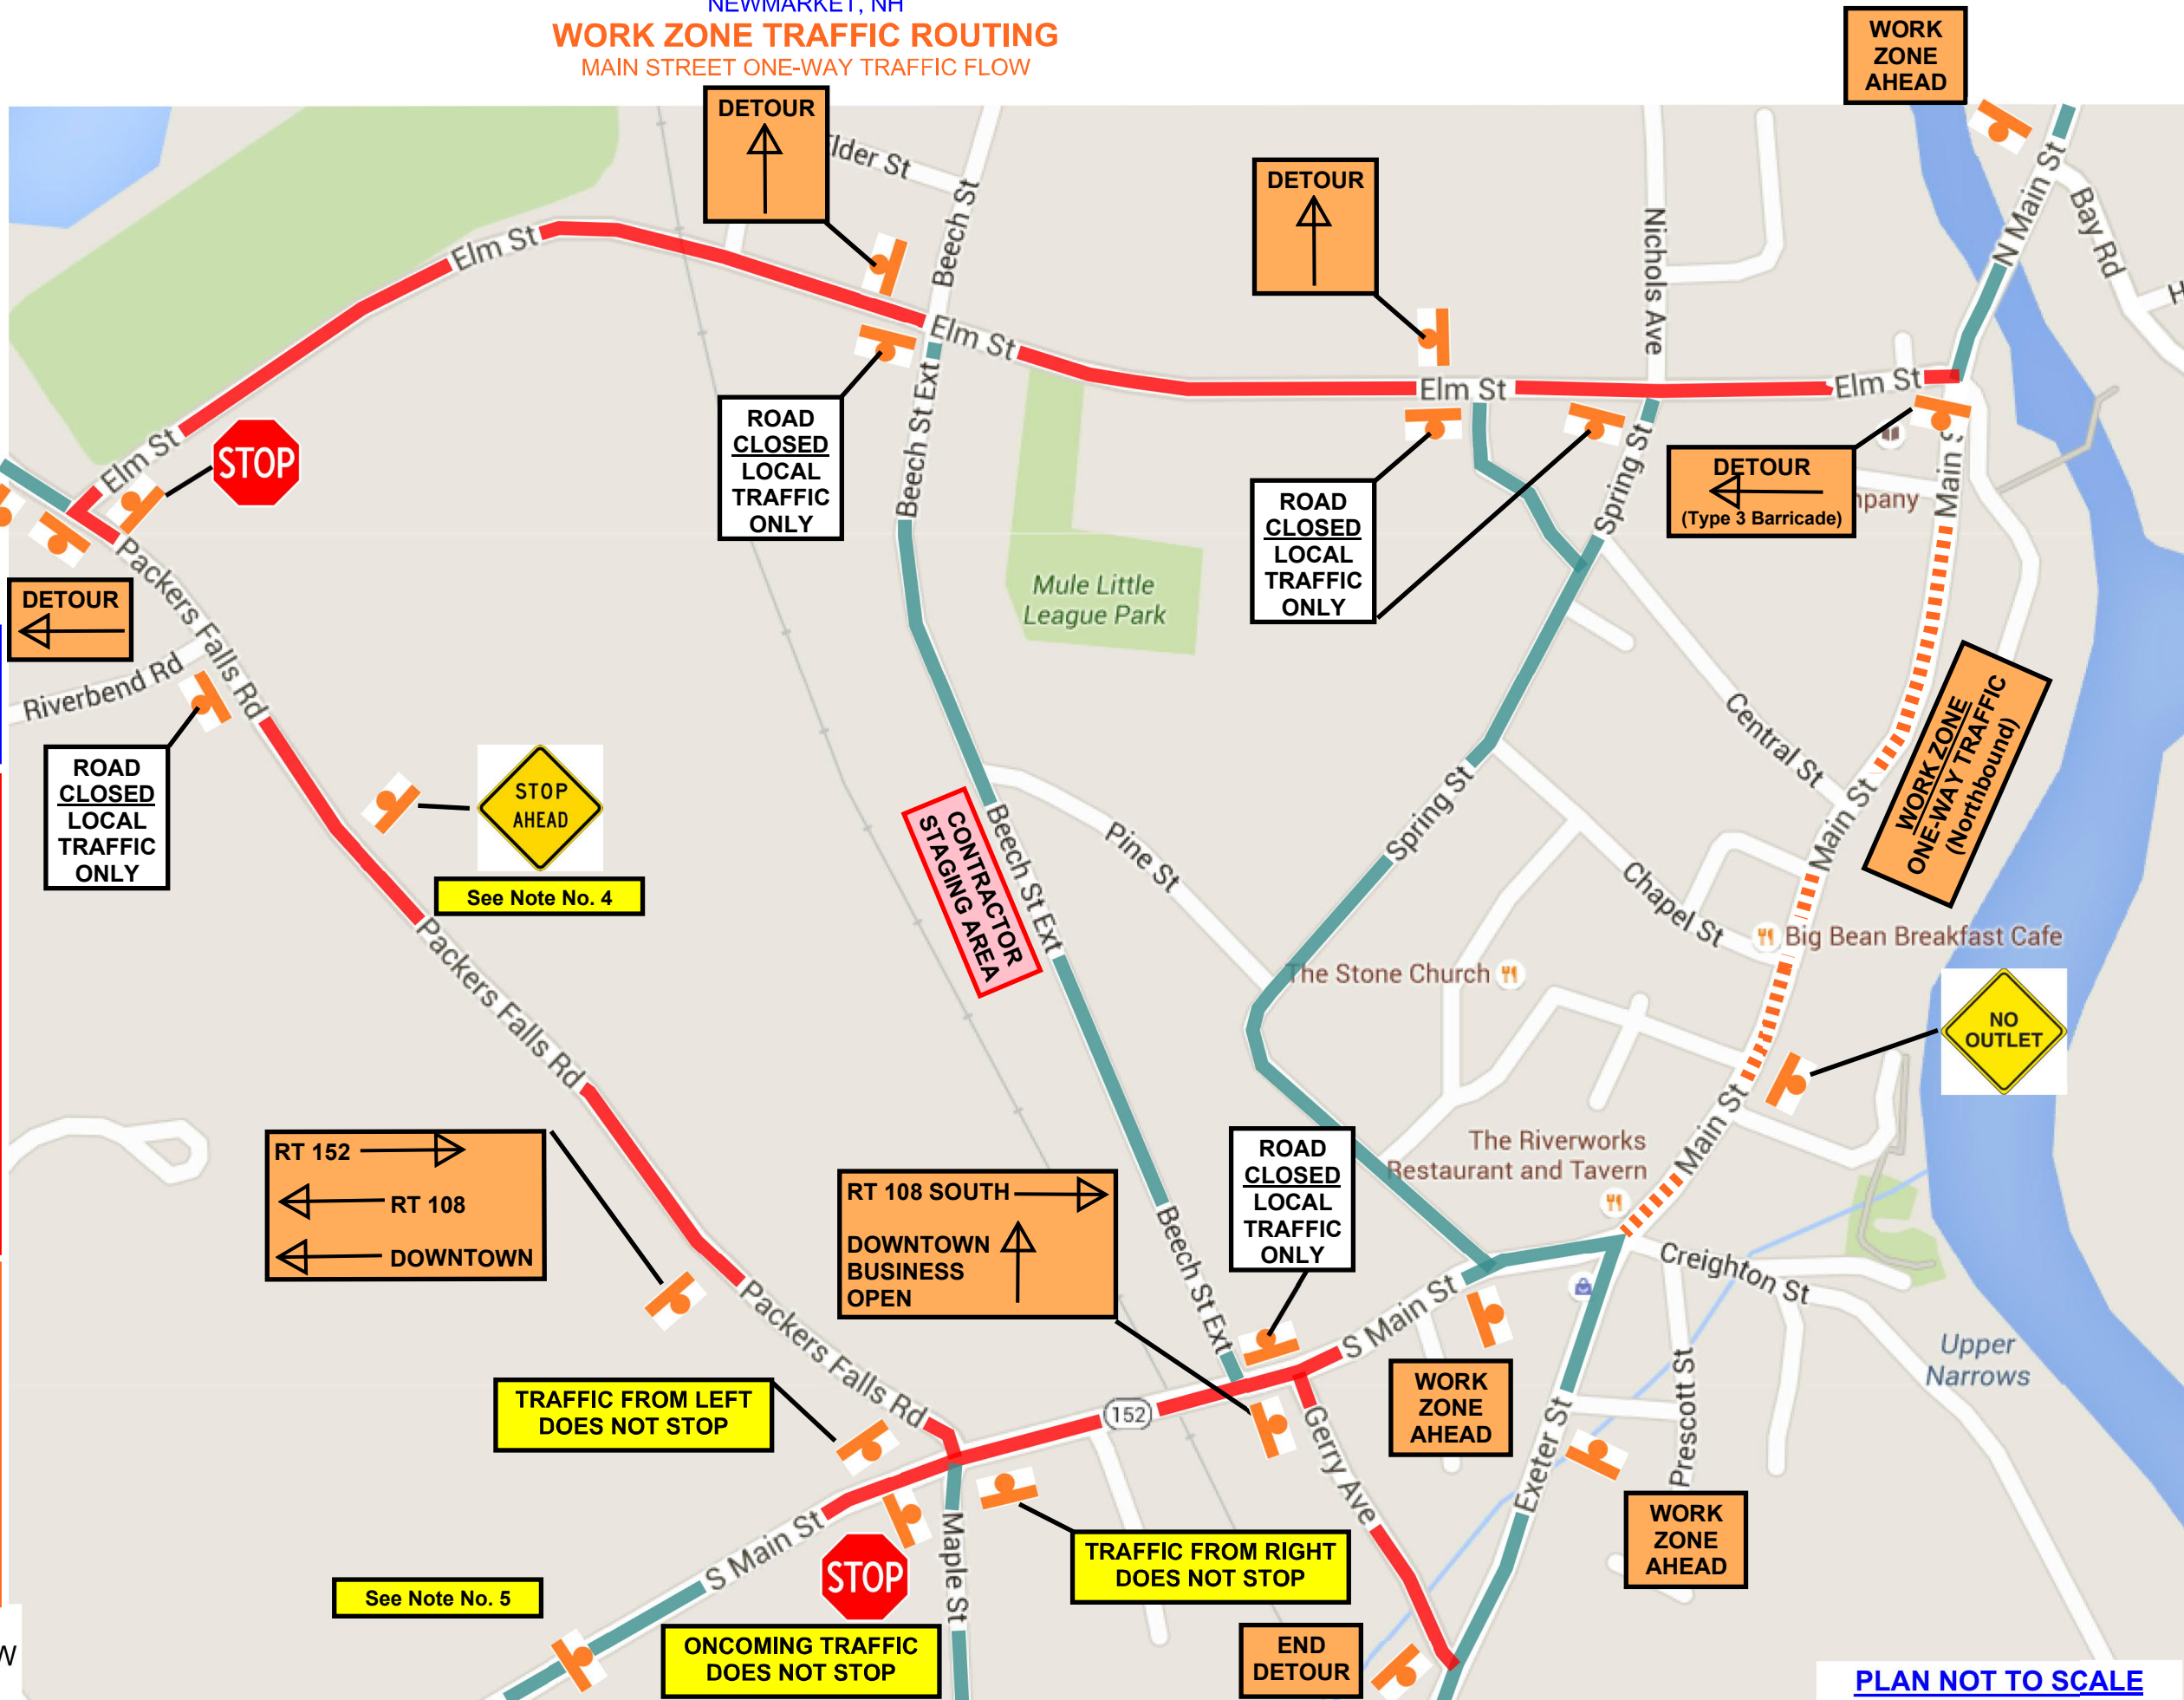 NEWMARKET, NH
WORK ZONE TRAFFIC ROUTING
MAIN STREET ONE-WAY TRAFFIC FLOW
WORK
ZONE
AHEAD
DETOUR
Elder St
Beech St
DETOUR
Nichols Ave
N Main St
Bay Rd
Elm St
Elm St
Elm St
Elm St
Elm St
STOP
ROAD
CLOSED
LOCAL
TRAFFIC
ONLY
Beech St Ext
ROAD
CLOSED
LOCAL
TRAFFIC
ONLY
Spring St
DETOUR
(Type 3 Barricade)
Main S
Mule Little
League Park
DETOUR
Packers Falls Rd
Riverbend Rd
ROAD
CLOSED
LOCAL
TRAFFIC
ONLY
STOP
AHEAD
See Note No. 4
CONTRACTOR
STAGING AREA
Beech St Ext
Pine St
Spring St
Central St
Main St
WORK ZONE
ONE-WAY TRAFFIC
(Northbound)
Chapel St
Big Bean Breakfast Cafe
The Stone Church
NO
OUTLET
Packers Falls Rd
RT 152
RT 108
DOWNTOWN
RT 108 SOUTH
DOWNTOWN
BUSINESS
OPEN
Beech St Ext
ROAD
CLOSED
LOCAL
TRAFFIC
ONLY
The Riverworks
Restaurant and Tavern
Main St
Creighton St
Upper
Narrows
Packers Falls Rd
S Main St
152
TRAFFIC FROM LEFT
DOES NOT STOP
WORK
ZONE
AHEAD
Gerry Ave
Exeter St
Prescott St
WORK
ZONE
AHEAD
S Main St
STOP
Maple St
TRAFFIC FROM RIGHT
DOES NOT STOP
See Note No. 5
ONCOMING TRAFFIC
DOES NOT STOP
END
DETOUR
PLAN NOT TO SCALE